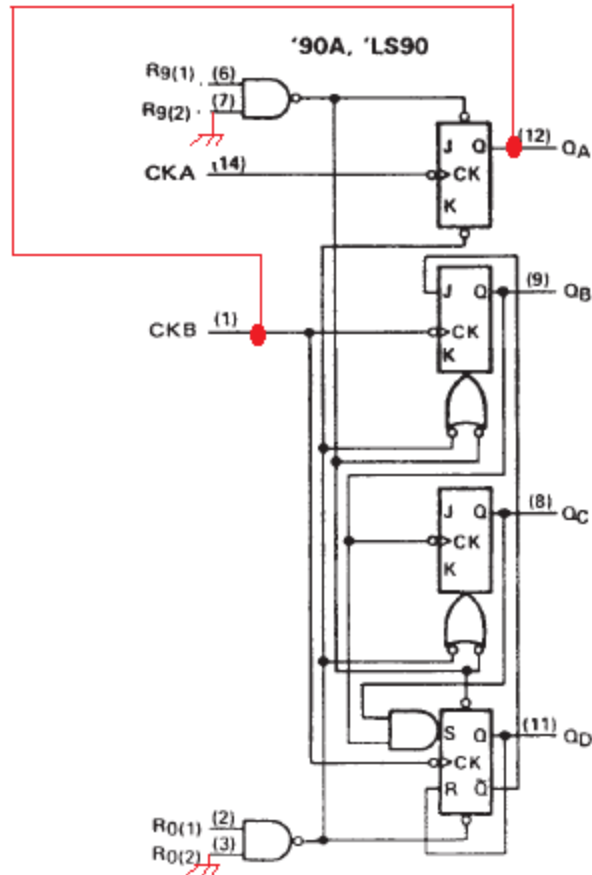 '90A, 'LS90
R9(1) (6)
R9(2) (7)
J Q (12) QA
CKA (14) CK
K
J Q (9) QB
CKB (1) CK
K
J Q (8) QC
CK
K
S Q (11) QD
CK
R Q̄
R0(1) (2)
R0(2) (3)